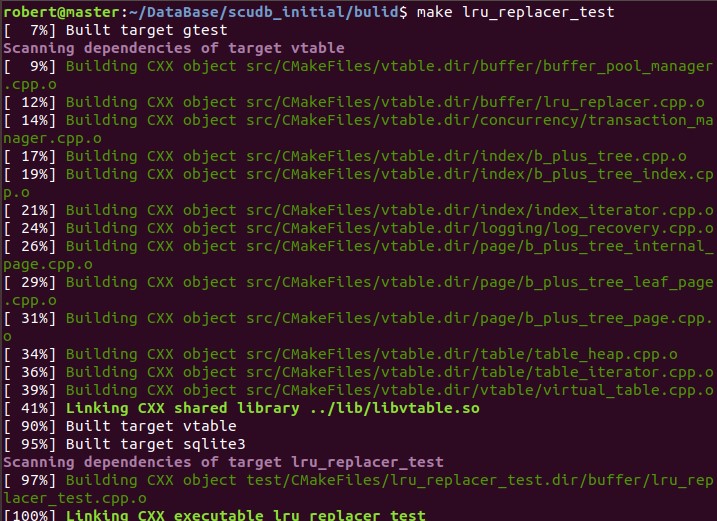 robert@master:~/DataBase/scudb_initial/bulid$ make lru_replacer_test
[  7%] Built target gtest
Scanning dependencies of target vtable
[  9%] Building CXX object src/CMakeFiles/vtable.dir/buffer/buffer_pool_manager
.cpp.o
[ 12%] Building CXX object src/CMakeFiles/vtable.dir/buffer/lru_replacer.cpp.o
[ 14%] Building CXX object src/CMakeFiles/vtable.dir/concurrency/transaction_ma
nager.cpp.o
[ 17%] Building CXX object src/CMakeFiles/vtable.dir/index/b_plus_tree.cpp.o
[ 19%] Building CXX object src/CMakeFiles/vtable.dir/index/b_plus_tree_index.cp
p.o
[ 21%] Building CXX object src/CMakeFiles/vtable.dir/index/index_iterator.cpp.o
[ 24%] Building CXX object src/CMakeFiles/vtable.dir/logging/log_recovery.cpp.o
[ 26%] Building CXX object src/CMakeFiles/vtable.dir/page/b_plus_tree_internal_
page.cpp.o
[ 29%] Building CXX object src/CMakeFiles/vtable.dir/page/b_plus_tree_leaf_page
.cpp.o
[ 31%] Building CXX object src/CMakeFiles/vtable.dir/page/b_plus_tree_page.cpp.
o
[ 34%] Building CXX object src/CMakeFiles/vtable.dir/table/table_heap.cpp.o
[ 36%] Building CXX object src/CMakeFiles/vtable.dir/table/table_iterator.cpp.o
[ 39%] Building CXX object src/CMakeFiles/vtable.dir/vtable/virtual_table.cpp.o
[ 41%] Linking CXX shared library ../lib/libvtable.so
[ 90%] Built target vtable
[ 95%] Built target sqlite3
Scanning dependencies of target lru_replacer_test
[ 97%] Building CXX object test/CMakeFiles/lru_replacer_test.dir/buffer/lru_rep
lacer_test.cpp.o
[100%] Linking CXX executable lru_replacer_test